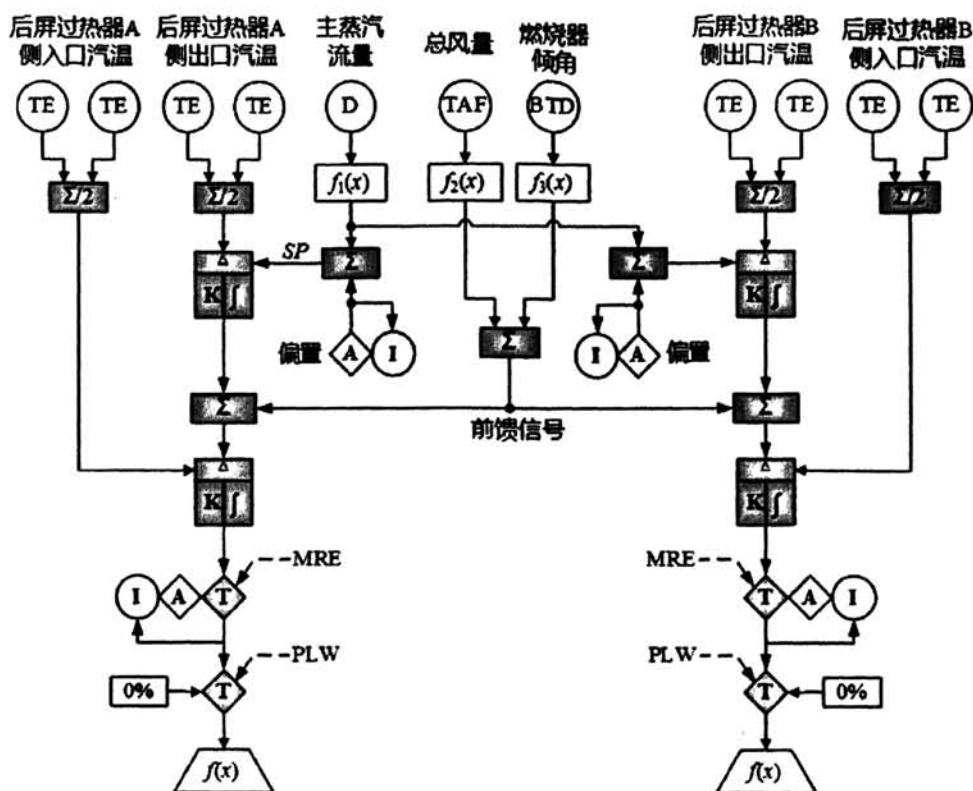 后屏过热器A
侧入口汽温
后屏过热器A
侧出口汽温
主蒸汽
流量
总风量
燃烧器
倾角
后屏过热器B
侧出口汽温
后屏过热器B
侧入口汽温
TE
TE
TE
TE
D
TAF
BTD
TE
TE
TE
TE
f₁(x)
f₂(x)
f₃(x)
Σ/2
Σ/2
Σ/2
Σ/2
Δ
K ∫
SP
Σ
Σ
Δ
K ∫
偏置
A
I
Σ
I
A
偏置
Σ
前馈信号
Σ
Δ
K ∫
Δ
K ∫
MRE
MRE
I
A
T
T
A
I
PLW
PLW
0%
T
T
0%
f(x)
f(x)